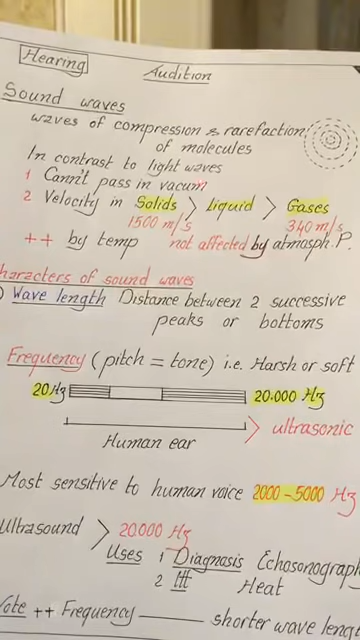 Hearing
Audition
Sound waves
waves of compression & rarefaction
of molecules
In contrast to light waves
1 Cann't pass in vacum
2 Velocity in Solids > liquid > Gases
1500 m/s 340 m/s
++ by temp not affected by atmosph.P.
haracters of sound waves
) Wave length Distance between 2 successive
peaks or bottoms
Frequency (pitch = tone) i.e. Harsh or soft
20 Hz 20.000 Hz
> ultrasonic
Human ear
Most sensitive to human voice 2000 – 5000 Hz
ultrasound > 20.000 Hz
Uses 1 Diagnosis Echosonograph
2 ttt Heat
Note ++ Frequency —— shorter wave leng